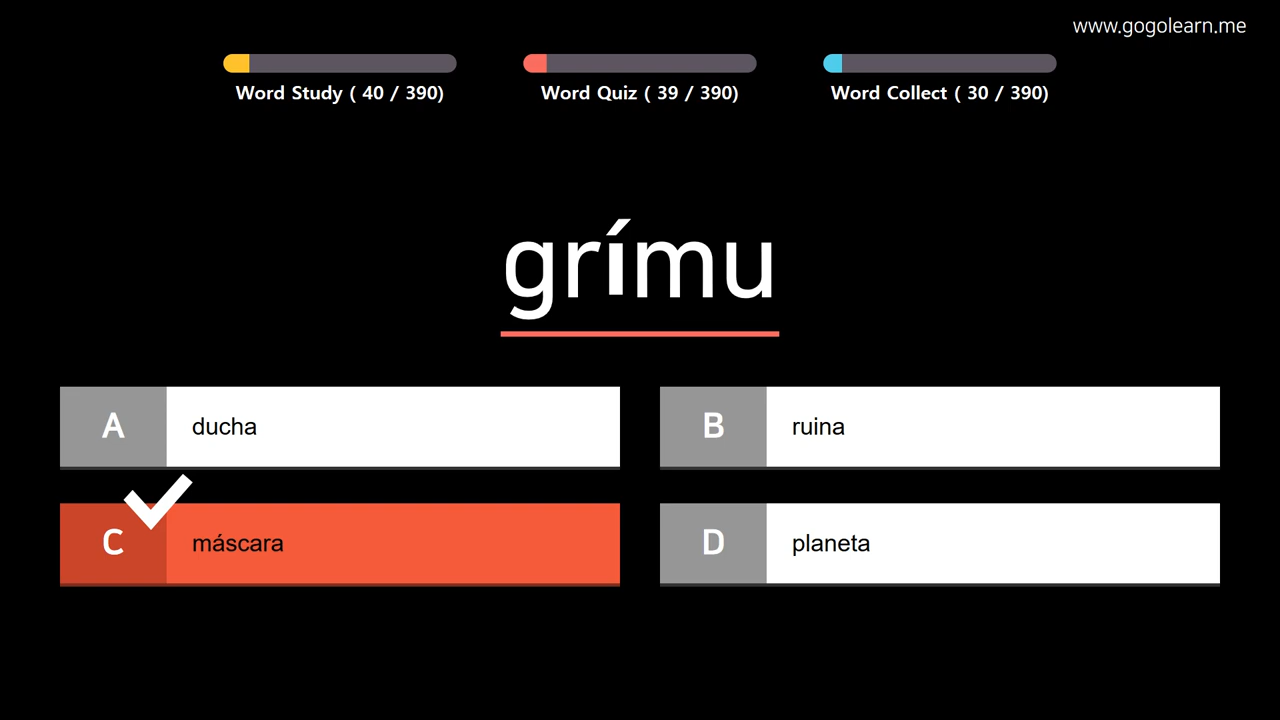 www.gogolearn.me
Word Study ( 40 / 390)
Word Quiz ( 39 / 390)
Word Collect ( 30 / 390)
grímu
A ducha
B ruina
C máscara
D planeta